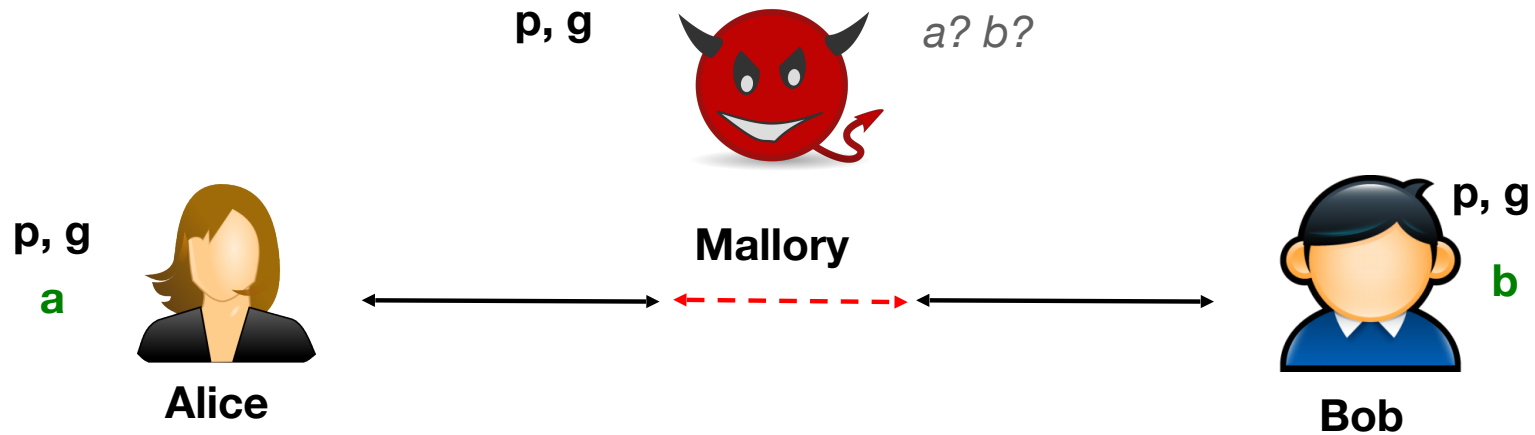 p, g
a? b?
p, g
a
Mallory
p, g
b
Alice
Bob